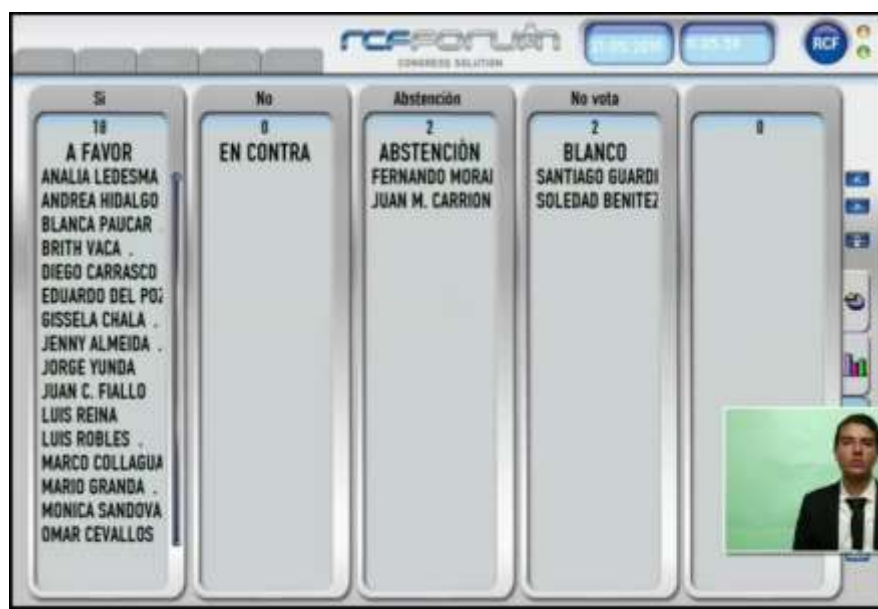 RCF FORUM
CONGRESS SOLUTION
RCF
Si
18
A FAVOR
ANALIA LEDESMA
ANDREA HIDALGO
BLANCA PAUCAR
BRITH VACA .
DIEGO CARRASCO
EDUARDO DEL POZ
GISSELA CHALA .
JENNY ALMEIDA .
JORGE YUNDA
JUAN C. FIALLO
LUIS REINA
LUIS ROBLES .
MARCO COLLAGUA
MARIO GRANDA .
MONICA SANDOVA
OMAR CEVALLOS
No
0
EN CONTRA
Abstención
2
ABSTENCIÒN
FERNANDO MORAI
JUAN M. CARRION
No vota
2
BLANCO
SANTIAGO GUARDI
SOLEDAD BENITEZ
0